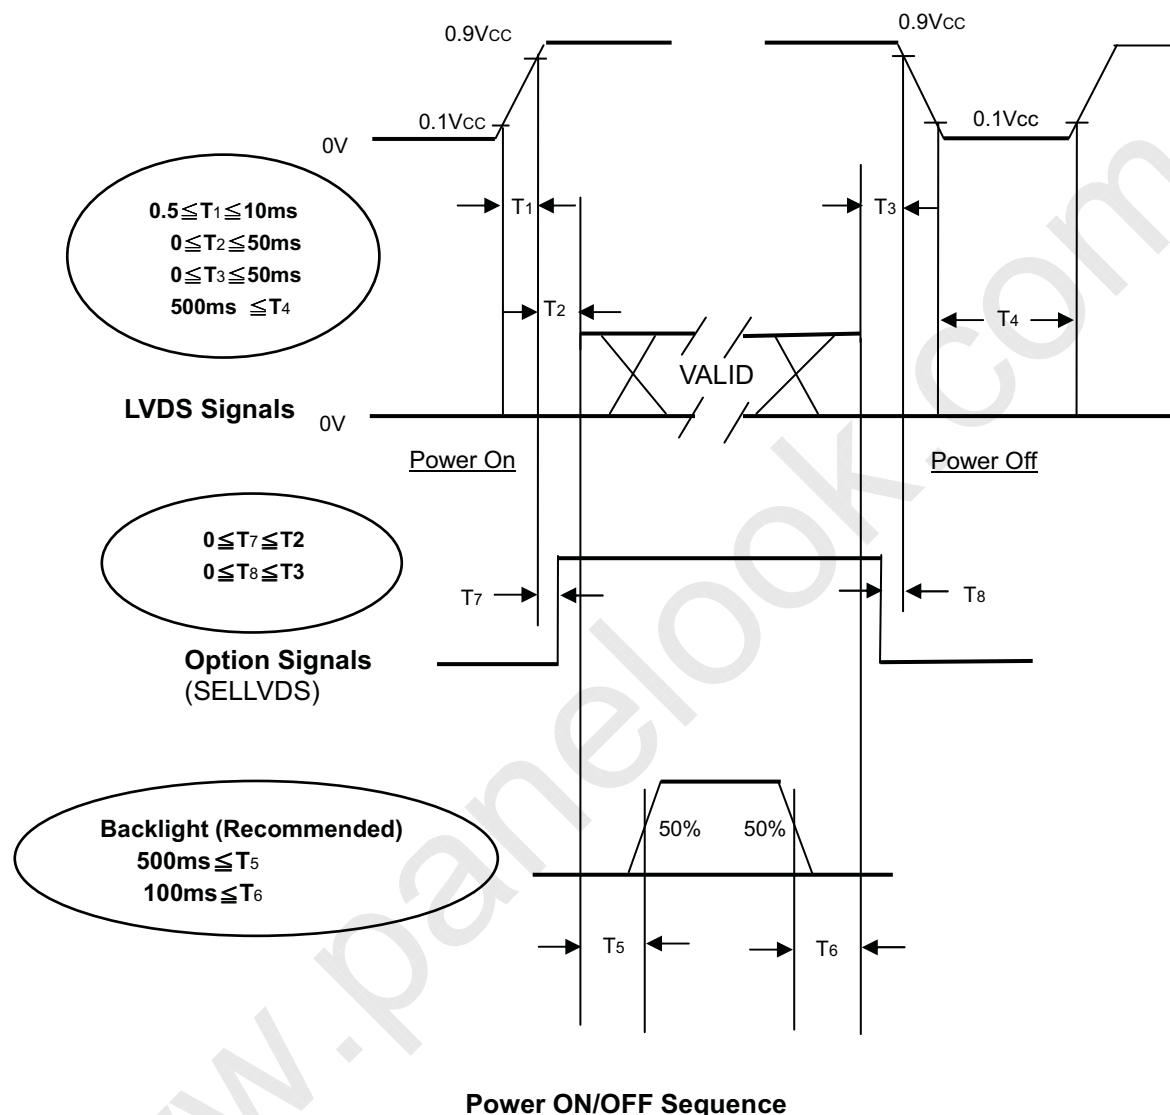 0.9VCC
0.9VCC
0.1VCC
0.1Vcc
0V
0.5≦T1≦10ms
0≦T2≦50ms
0≦T3≦50ms
500ms ≦T4
T1
T3
T2
T4
VALID
LVDS Signals
0V
Power On
Power Off
0≦T7≦T2
0≦T8≦T3
T7
T8
Option Signals
(SELLVDS)
Backlight (Recommended)
500ms≦T5
100ms≦T6
50%
50%
T5
T6
Power ON/OFF Sequence
w.panelook.com